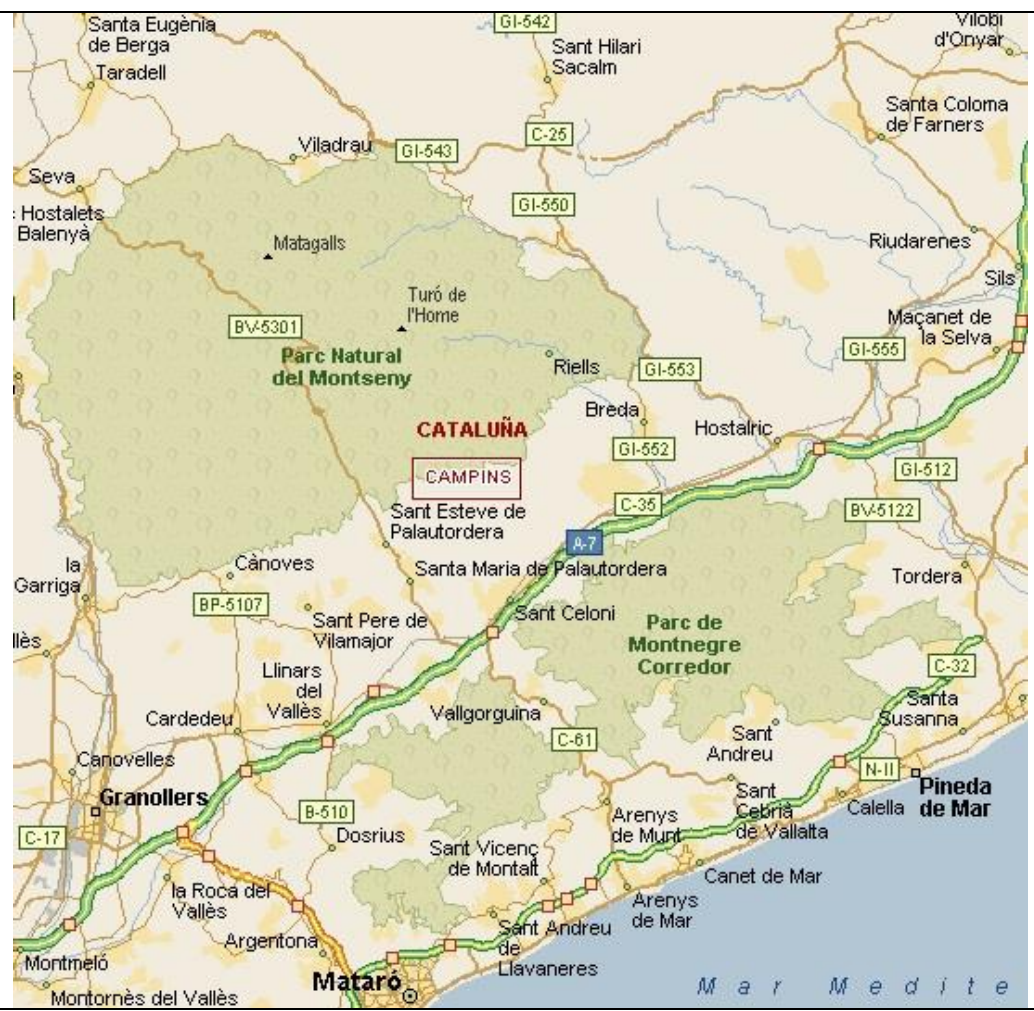 GI-542
Santa Eugènia
de Berga
Vilobi
d'Onyar
Sant Hilari
Sacalm
Taradell
Santa Coloma
de Farners
C-25
Viladrau
GI-543
Seva
GI-550
Hostalets
Balenyà
Matagalls
Riudarenes
Sils
Turó de
l'Home
BV-5301
Maçanet de
la Selva
Parc Natural
del Montseny
GI-555
Riells
GI-553
Breda
CATALUÑA
Hostalric
GI-552
GI-512
CAMPINS
C-35
BV-5122
Sant Esteve de
Palautordera
A-7
la
Garriga
Cànoves
Santa Maria de Palautordera
Tordera
BP-5107
Sant Pere de
Vilamajor
Sant Celoni
Parc de
Montnegre
Corredor
llès
C-32
Llinars
del
Vallès
Santa
Susanna
Cardedeu
Vallgorguina
Sant
Andreu
C-61
Canovelles
N-II
Pineda
de Mar
Granollers
Sant
Cebrià
de Vallalta
Calella
B-510
Arenys
de Munt
C-17
Dosrius
Sant Vicenç
de Montalt
Canet de Mar
la Roca del
Vallès
Arenys
de Mar
Argentona
Sant Andreu
de
Llavaneres
Montmeló
Mataró
Montornès del Vallès
Mar Medite